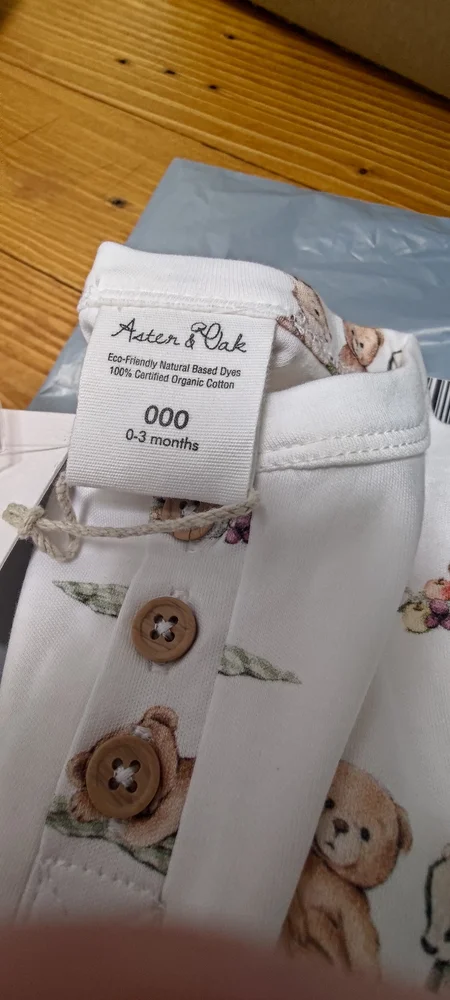 Aster & Oak
Eco-Friendly Natural Based Dyes
100% Certified Organic Cotton
000
0-3 months